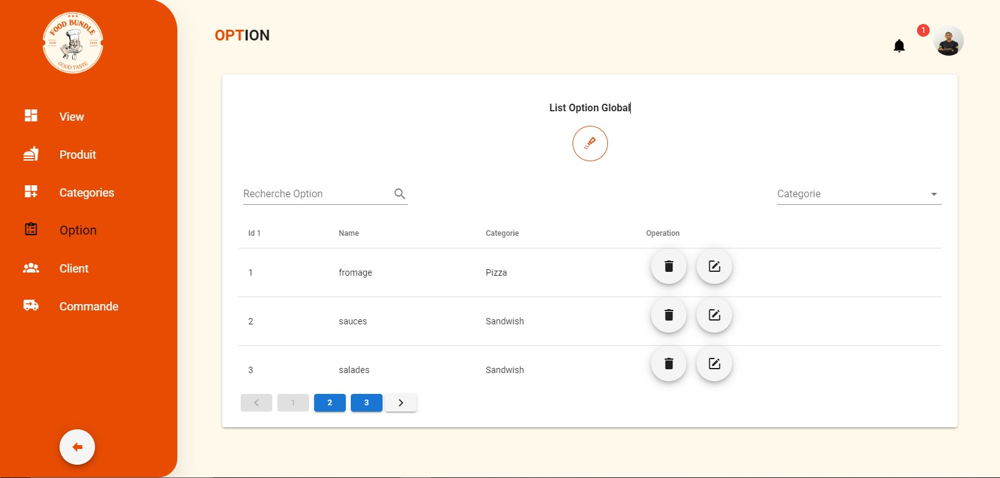 FOOD BUNDLE
GOOD TASTE
OPTION
1
View
Produit
Categories
Option
Client
Commande
List Option Global
Recherche Option
Categorie
Id 1 Name Categorie Operation
1 fromage Pizza
2 sauces Sandwish
3 salades Sandwish
1 2 3